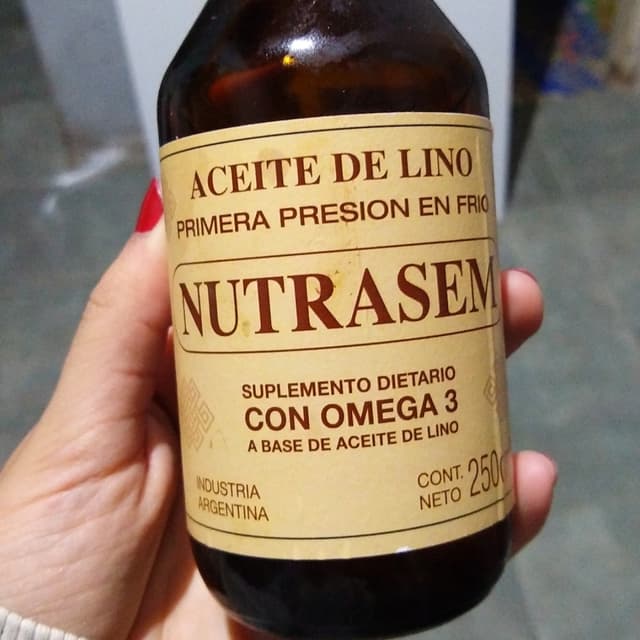 ACEITE DE LINO
PRIMERA PRESION EN FRIO
NUTRASEM
SUPLEMENTO DIETARIO
CON OMEGA 3
A BASE DE ACEITE DE LINO
INDUSTRIA
ARGENTINA
CONT.
NETO 250